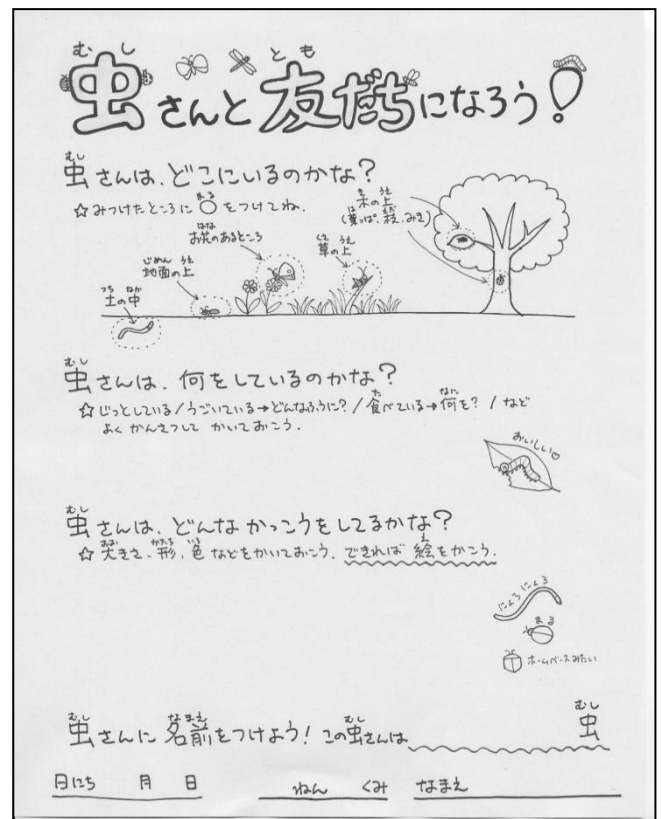 虫さんと友だちになろう!
虫さんは、どこにいるのかな?
☆みつけたところに○をつけてね.
木の上
(葉っぱ、枝、みき)
草の上
お花のあるところ
地面の上
土の中
虫さんは、何をしているのかな?
☆じっとしている/うごいている→どんなふうに?/食べている→何を?/など
よくかんさつして かいておこう.
おいしい♡
虫さんは、どんなかっこうをしてるかな?
☆大きさ、形、色などをかいておこう、できれば絵をかこう.
にょろにょろ
まる
ホームベースみたい
虫さんに名前をつけよう! この虫さんは 虫
日にち 月 日 ねん くみ なまえ